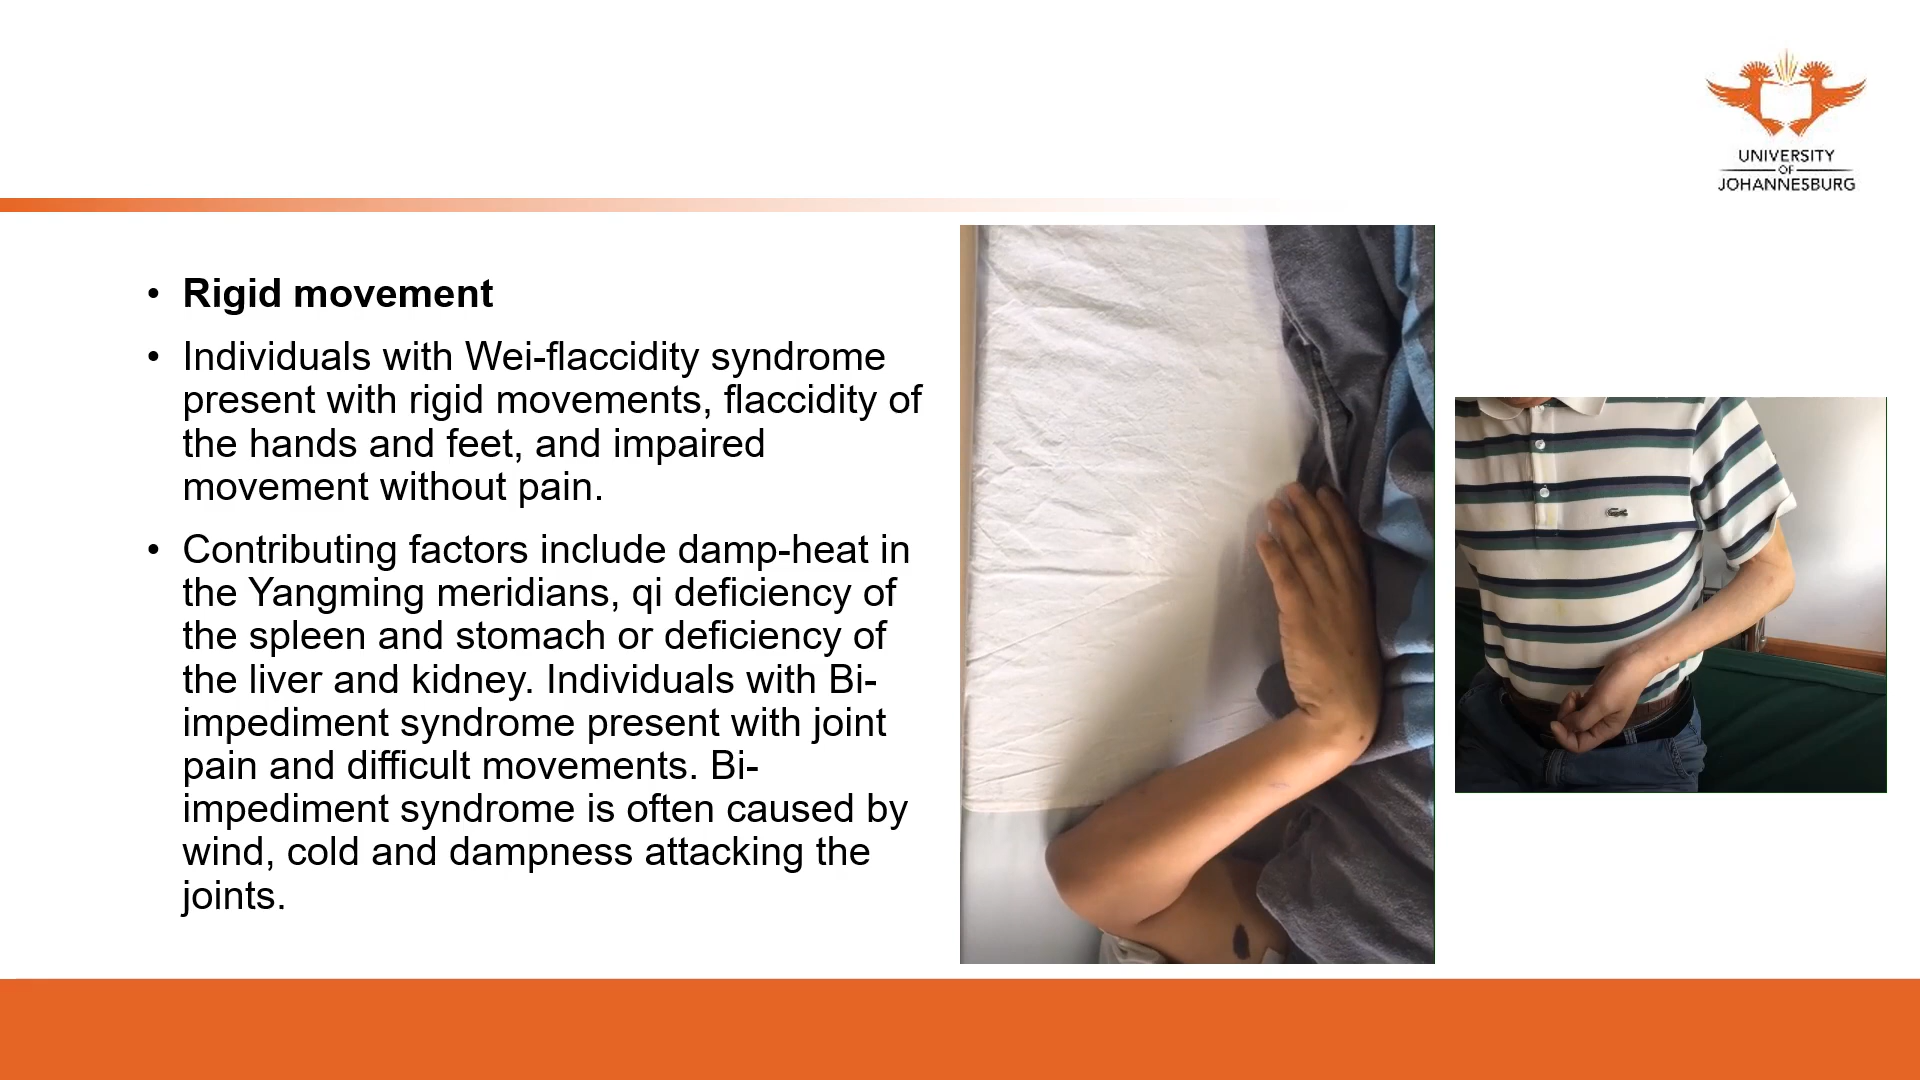 UNIVERSITY
OF
JOHANNESBURG
• Rigid movement
• Individuals with Wei-flaccidity syndrome
present with rigid movements, flaccidity of
the hands and feet, and impaired
movement without pain.
• Contributing factors include damp-heat in
the Yangming meridians, qi deficiency of
the spleen and stomach or deficiency of
the liver and kidney. Individuals with Bi-
impediment syndrome present with joint
pain and difficult movements. Bi-
impediment syndrome is often caused by
wind, cold and dampness attacking the
joints.